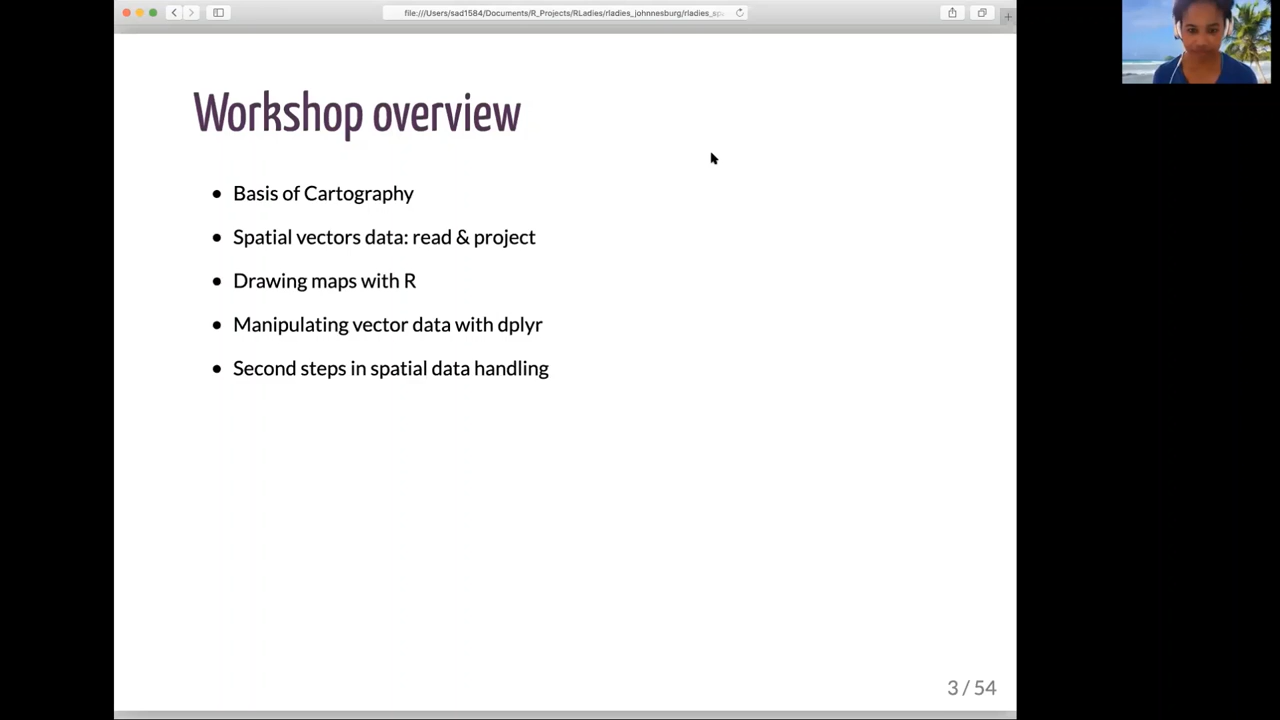 file:///Users/sad1584/Documents/R_Projects/RLadies/rladies_johnnesburg/rladies_sp
Workshop overview
Basis of Cartography
Spatial vectors data: read & project
Drawing maps with R
Manipulating vector data with dplyr
Second steps in spatial data handling
3 / 54